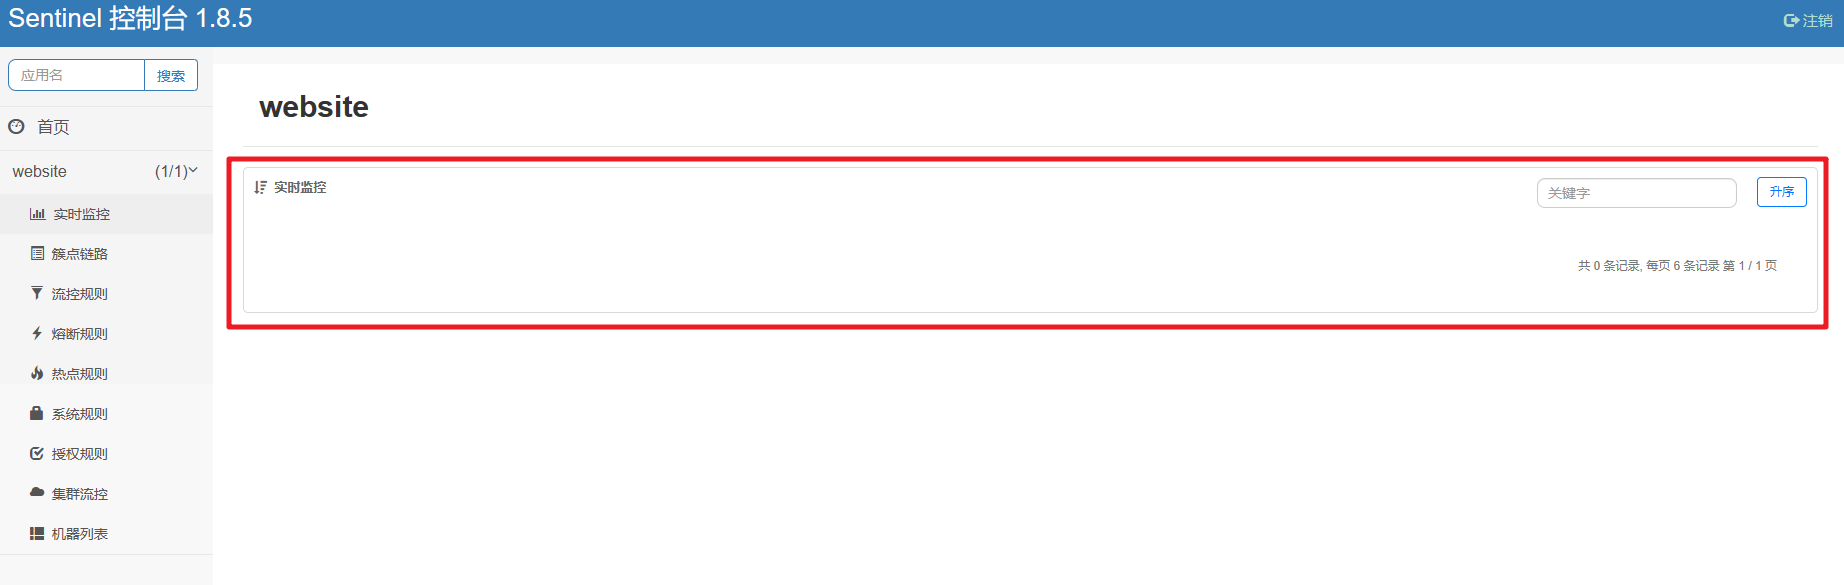 Sentinel 控制台 1.8.5
注销
应用名
搜索
首页
website (1/1)
实时监控
簇点链路
流控规则
熔断规则
热点规则
系统规则
授权规则
集群流控
机器列表
website
实时监控
关键字
升序
共 0 条记录, 每页 6 条记录 第 1 / 1 页